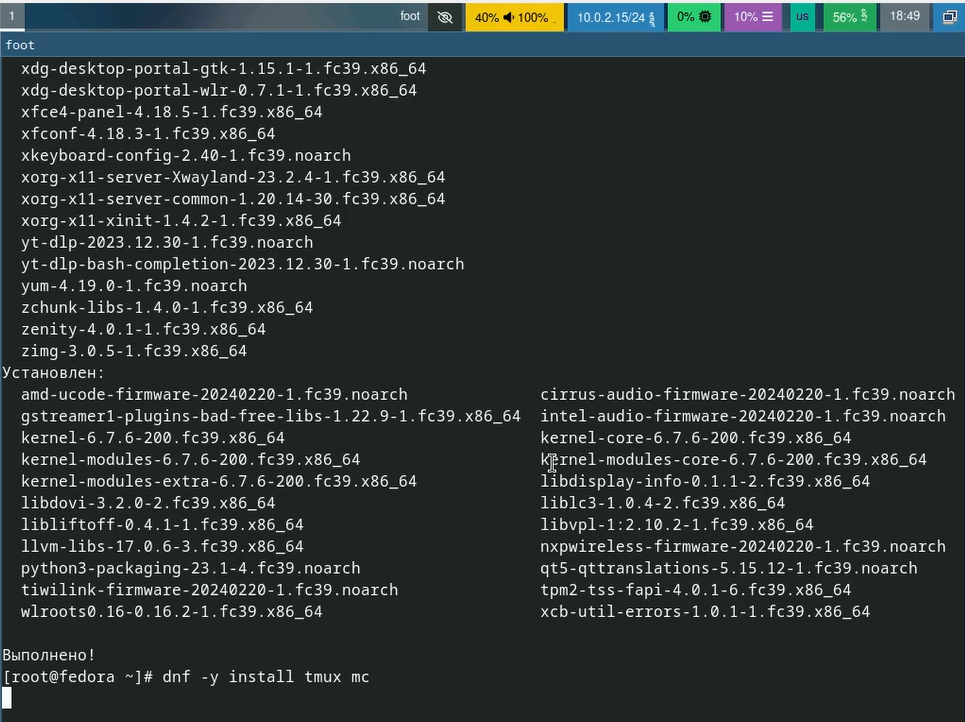 1 foot 40% 100% 10.0.2.15/24 0% 10% us 56% 18:49
foot
xdg-desktop-portal-gtk-1.15.1-1.fc39.x86_64
xdg-desktop-portal-wlr-0.7.1-1.fc39.x86_64
xfce4-panel-4.18.5-1.fc39.x86_64
xfconf-4.18.3-1.fc39.x86_64
xkeyboard-config-2.40-1.fc39.noarch
xorg-x11-server-Xwayland-23.2.4-1.fc39.x86_64
xorg-x11-server-common-1.20.14-30.fc39.x86_64
xorg-x11-xinit-1.4.2-1.fc39.x86_64
yt-dlp-2023.12.30-1.fc39.noarch
yt-dlp-bash-completion-2023.12.30-1.fc39.noarch
yum-4.19.0-1.fc39.noarch
zchunk-libs-1.4.0-1.fc39.x86_64
zenity-4.0.1-1.fc39.x86_64
zimg-3.0.5-1.fc39.x86_64
Установлен:
amd-ucode-firmware-20240220-1.fc39.noarch cirrus-audio-firmware-20240220-1.fc39.noarch
gstreamer1-plugins-bad-free-libs-1.22.9-1.fc39.x86_64 intel-audio-firmware-20240220-1.fc39.noarch
kernel-6.7.6-200.fc39.x86_64 kernel-core-6.7.6-200.fc39.x86_64
kernel-modules-6.7.6-200.fc39.x86_64 kernel-modules-core-6.7.6-200.fc39.x86_64
kernel-modules-extra-6.7.6-200.fc39.x86_64 libdisplay-info-0.1.1-2.fc39.x86_64
libdovi-3.2.0-2.fc39.x86_64 liblc3-1.0.4-2.fc39.x86_64
libliftoff-0.4.1-1.fc39.x86_64 libvpl-1:2.10.2-1.fc39.x86_64
llvm-libs-17.0.6-3.fc39.x86_64 nxpwireless-firmware-20240220-1.fc39.noarch
python3-packaging-23.1-4.fc39.noarch qt5-qttranslations-5.15.12-1.fc39.noarch
tiwilink-firmware-20240220-1.fc39.noarch tpm2-tss-fapi-4.0.1-6.fc39.x86_64
wlroots0.16-0.16.2-1.fc39.x86_64 xcb-util-errors-1.0.1-1.fc39.x86_64
Выполнено!
[root@fedora ~]# dnf -y install tmux mc